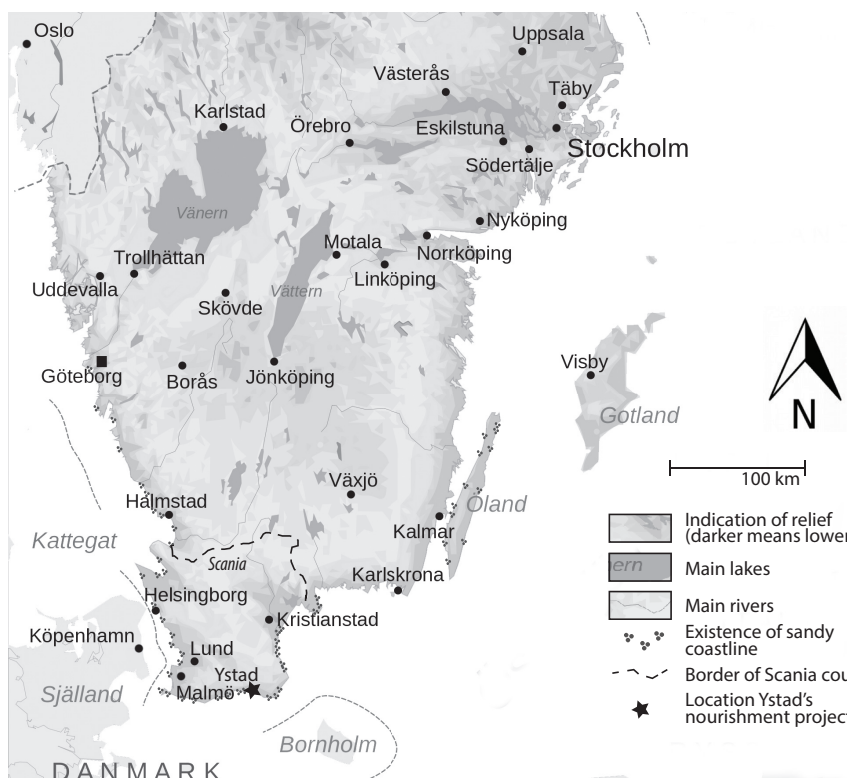 Oslo
Uppsala
Västerås
Täby
Karlstad
Örebro
Eskilstuna
Stockholm
Södertälje
Vänern
Nyköping
Motala
Norrköping
Trollhättan
Linköping
Uddevalla
Vättern
Skövde
Visby
Göteborg
Borås
Jönköping
Gotland
N
100 km
Växjö
Halmstad
Öland
Kalmar
Kattegat
Scania
Karlskrona
Helsingborg
Kristianstad
Köpenhamn
Lund
Ystad
Malmö
Själland
Bornholm
DANMARK
Indication of relief
(darker means lower
ern
Main lakes
Main rivers
Existence of sandy
coastline
Border of Scania cou
Location Ystad's
nourishment project